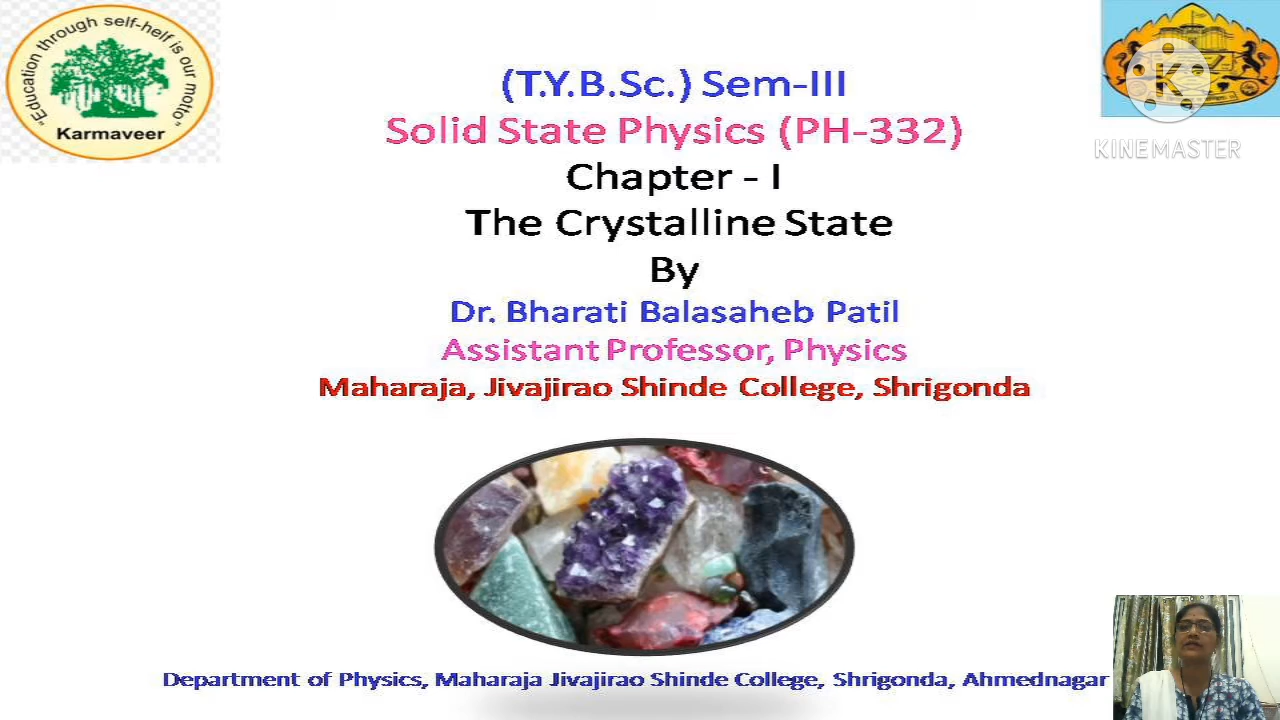 "Education through self-help is our motto"
Karmaveer
KINEMASTER
(T.Y.B.Sc.) Sem-III
Solid State Physics (PH-332)
Chapter - I
The Crystalline State
By
Dr. Bharati Balasaheb Patil
Assistant Professor, Physics
Maharaja, Jivajirao Shinde College, Shrigonda
Department of Physics, Maharaja Jivajirao Shinde College, Shrigonda, Ahmednagar